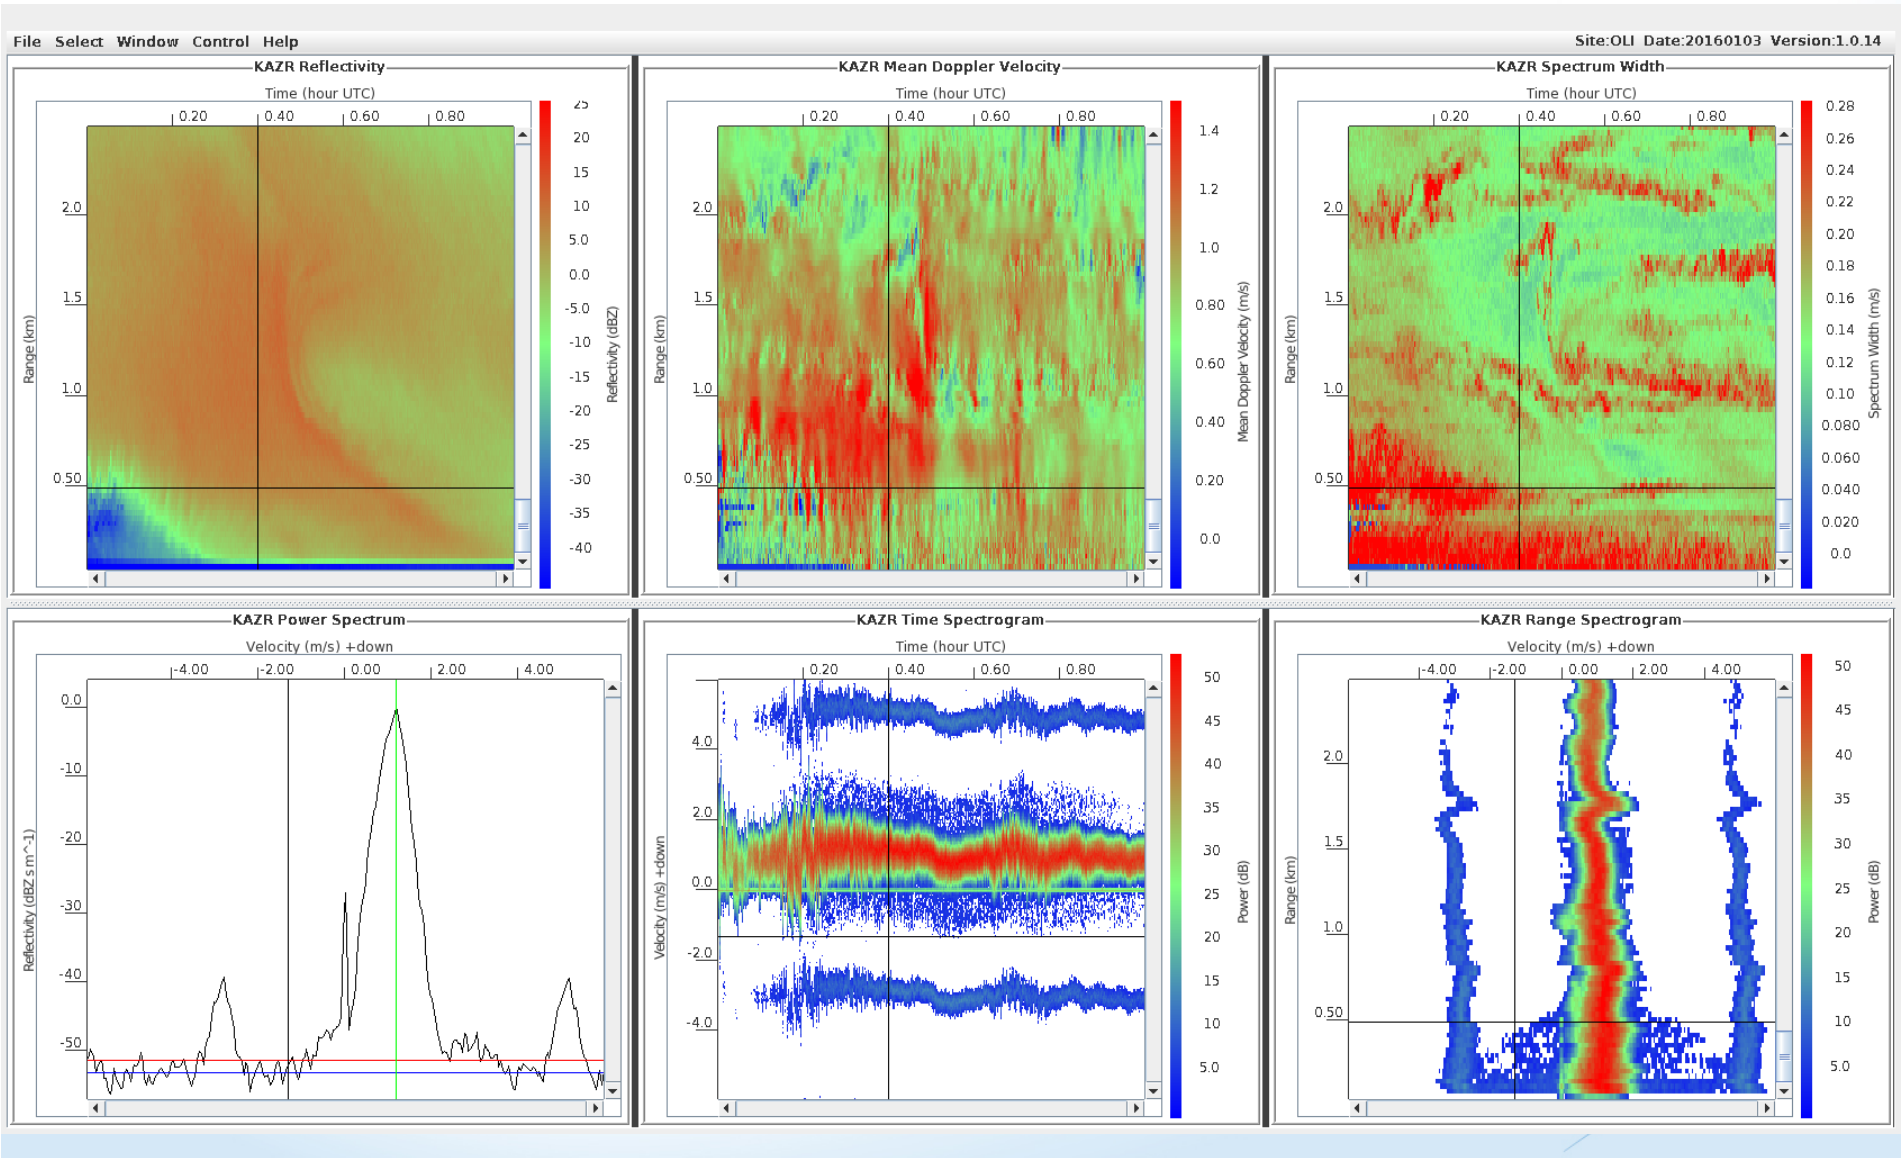 File Select Window Control Help
Site:OLI Date:20160103 Version:1.0.14
KAZR Reflectivity
Time (hour UTC)
0.20 0.40 0.60 0.80
2.0
1.5
1.0
0.50
Range (km)
25
20
15
10
5.0
0.0
-5.0
-10
-15
-20
-25
-30
-35
-40
Reflectivity (dBZ)
KAZR Mean Doppler Velocity
Time (hour UTC)
0.20 0.40 0.60 0.80
2.0
1.5
1.0
0.50
Range (km)
1.4
1.2
1.0
0.80
0.60
0.40
0.20
0.0
Mean Doppler Velocity (m/s)
KAZR Spectrum Width
Time (hour UTC)
0.20 0.40 0.60 0.80
2.0
1.5
1.0
0.50
Range (km)
0.28
0.26
0.24
0.22
0.20
0.18
0.16
0.14
0.12
0.10
0.080
0.060
0.040
0.020
0.0
Spectrum Width (m/s)
KAZR Power Spectrum
Velocity (m/s) +down
-4.00 -2.00 0.00 2.00 4.00
0.0
-10
-20
-30
-40
-50
Reflectivity (dBZ s m^-1)
KAZR Time Spectrogram
Time (hour UTC)
0.20 0.40 0.60 0.80
4.0
2.0
0.0
-2.0
-4.0
Velocity (m/s) +down
50
45
40
35
30
25
20
15
10
5.0
Power (dB)
KAZR Range Spectrogram
Velocity (m/s) +down
-4.00 -2.00 0.00 2.00 4.00
2.0
1.5
1.0
0.50
Range (km)
50
45
40
35
30
25
20
15
10
5.0
Power (dB)